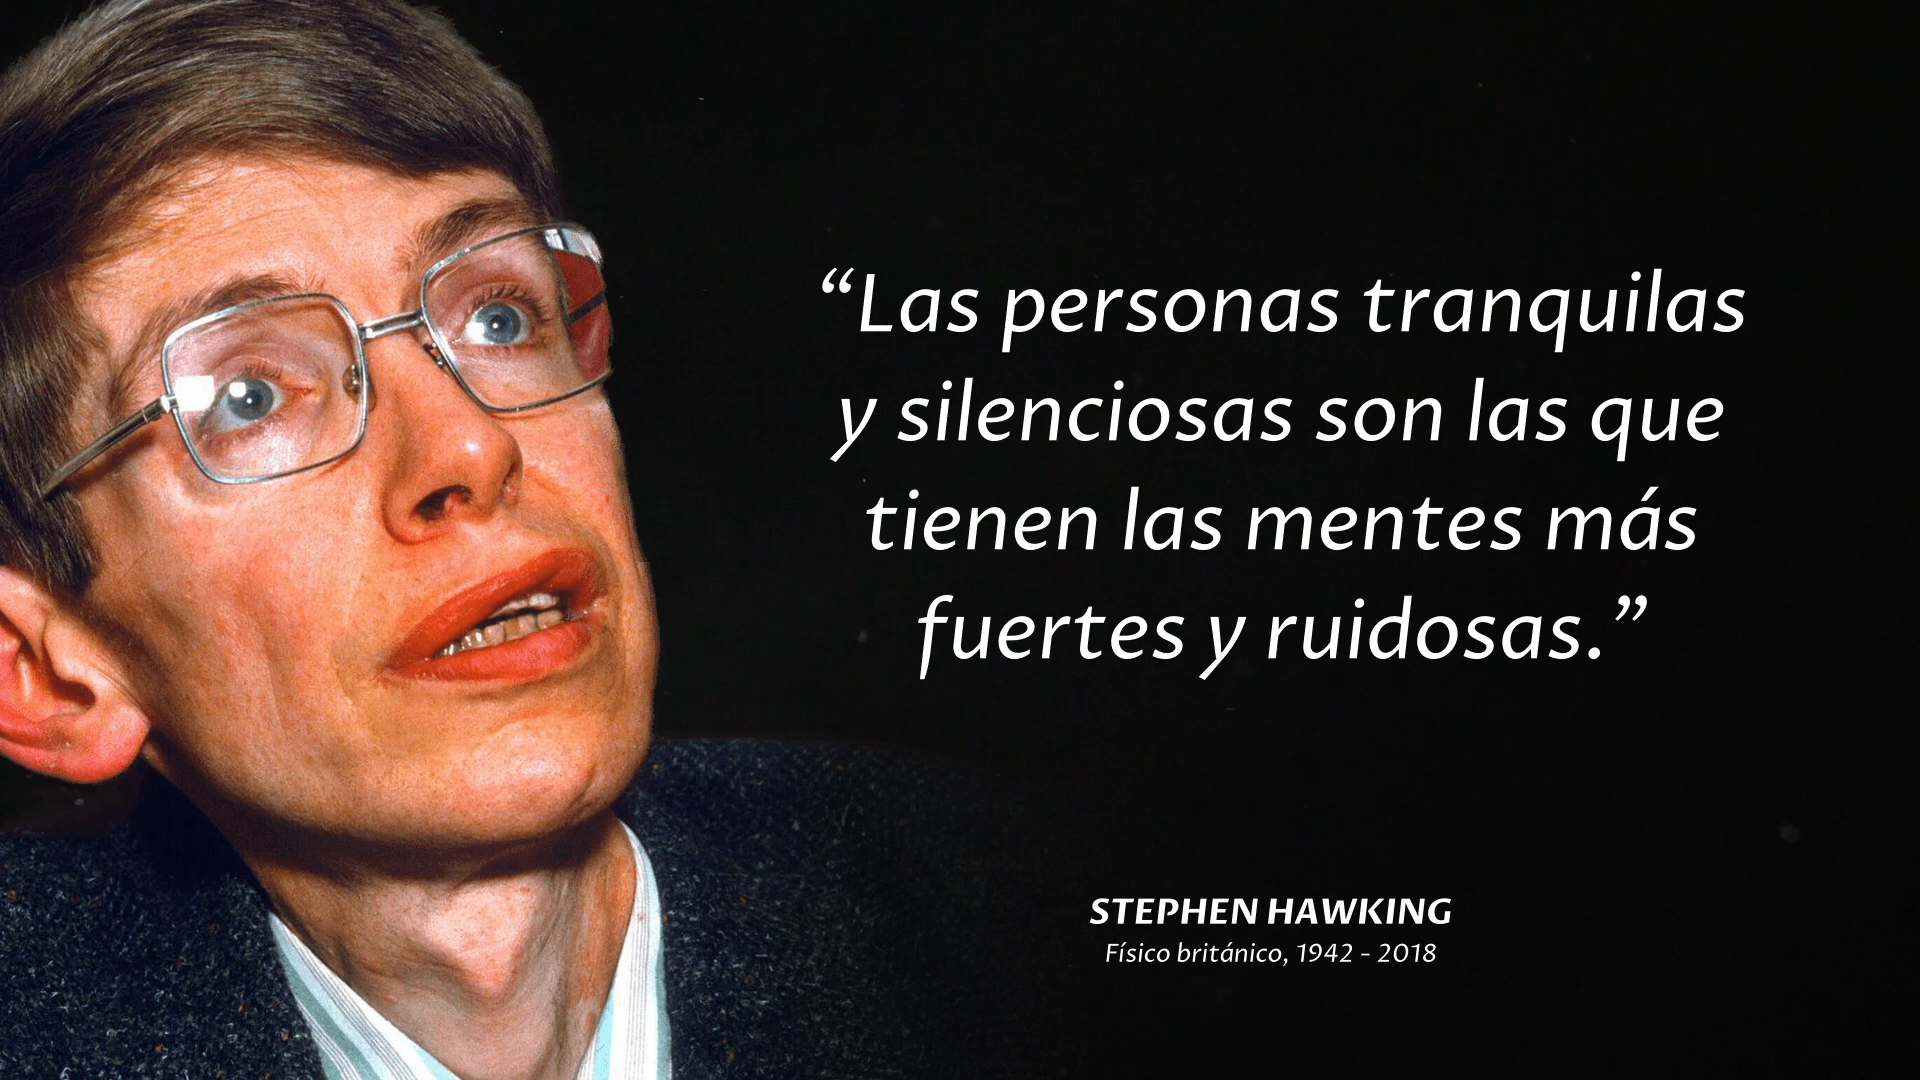 “Las personas tranquilas
y silenciosas son las que
tienen las mentes más
fuertes y ruidosas.”
STEPHEN HAWKING
Físico británico, 1942 - 2018